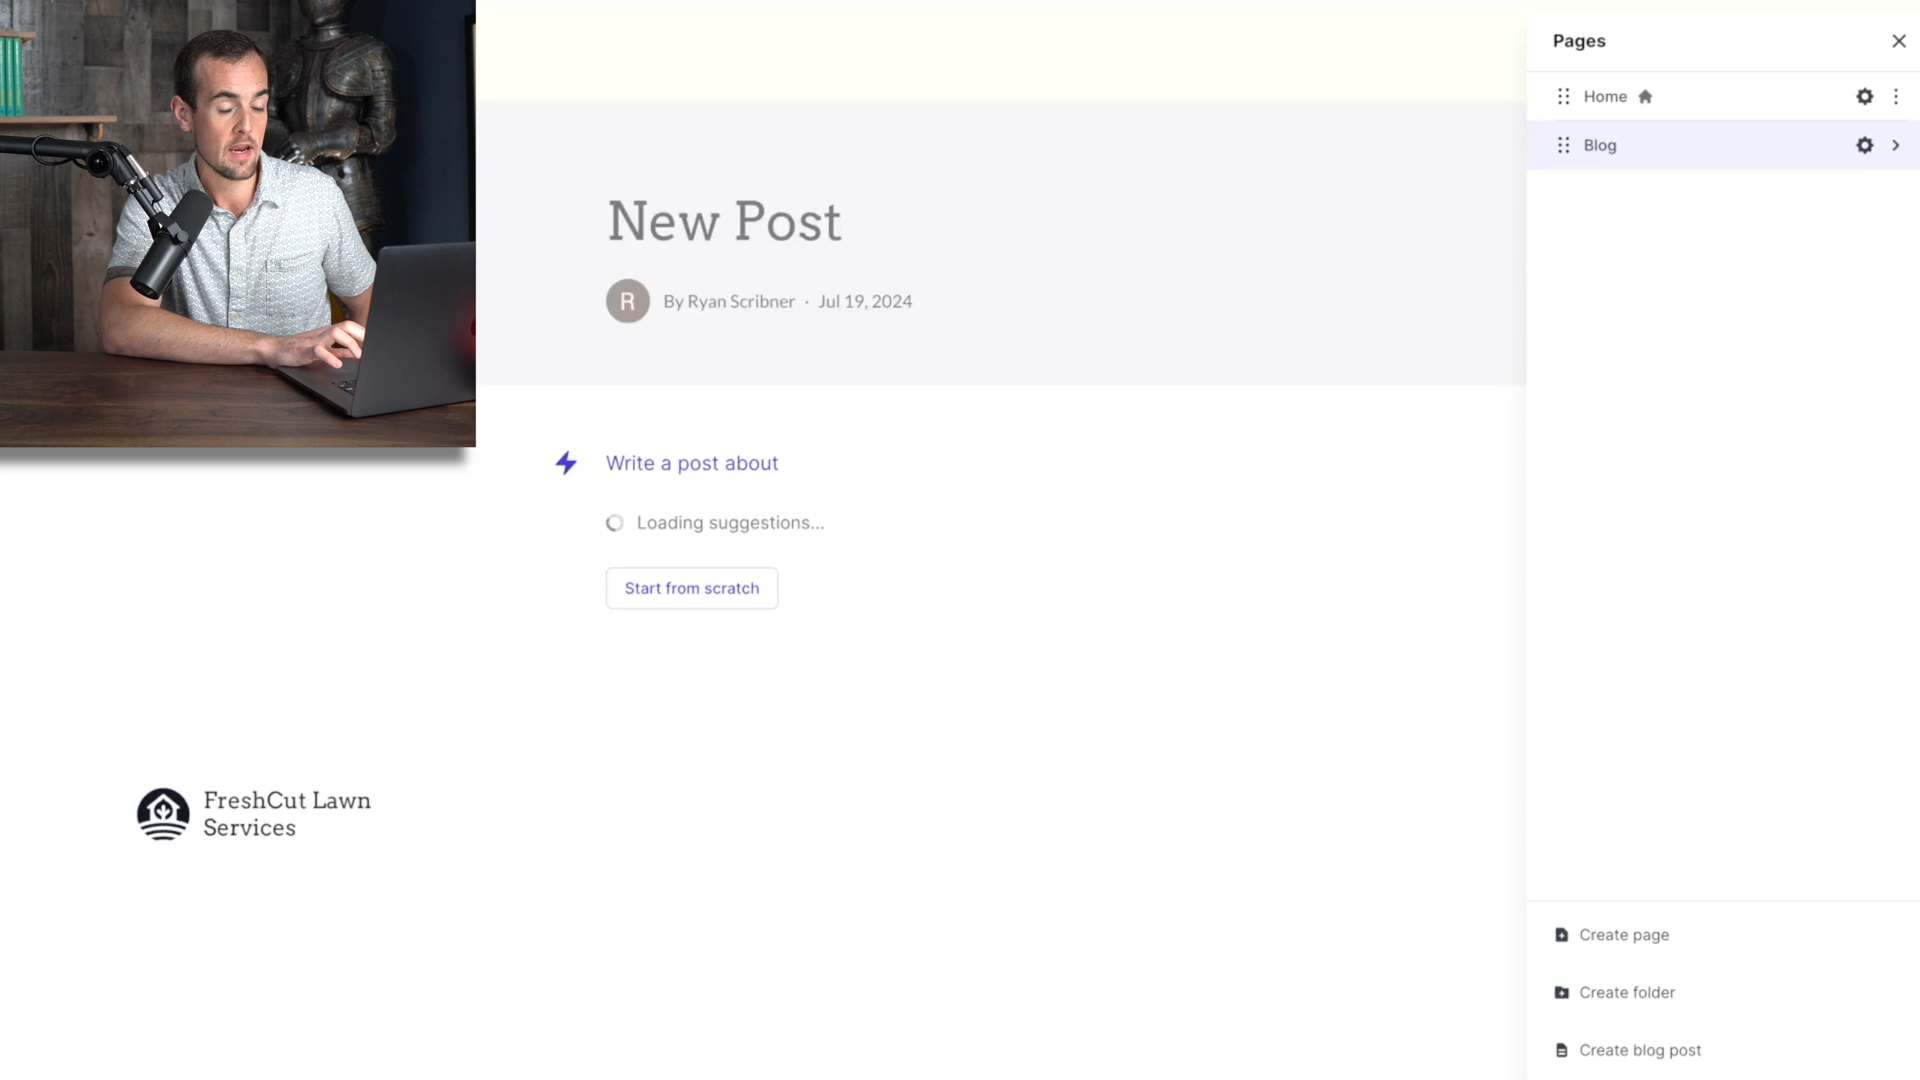 Pages
Home
Blog
New Post
R
By Ryan Scribner · Jul 19, 2024
Write a post about
Loading suggestions...
Start from scratch
FreshCut Lawn
Services
Create page
Create folder
Create blog post